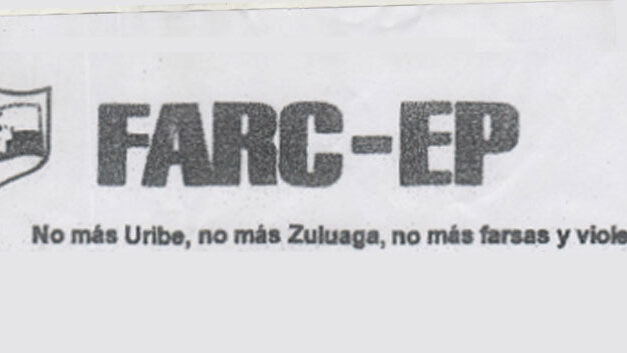 FARC-EP
No más Uribe, no más Zuluaga, no más farsas y viole